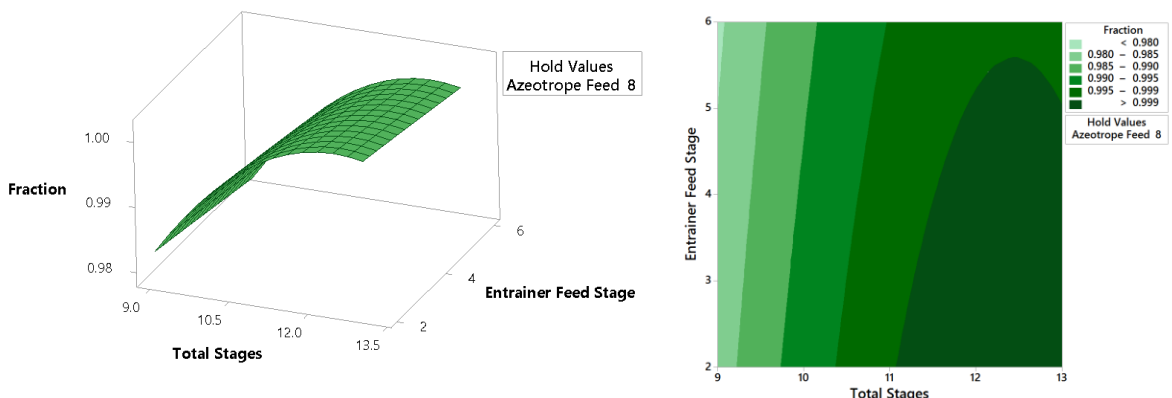 Hold Values
Azeotrope Feed 8
1.00
Fraction
0.99
0.98
6
4
Entrainer Feed Stage
2
9.0
10.5
12.0
13.5
Total Stages
6
5
4
3
2
Entrainer Feed Stage
9
10
11
12
13
Total Stages
Fraction
< 0.980
0.980 – 0.985
0.985 – 0.990
0.990 – 0.995
0.995 – 0.999
> 0.999
Hold Values
Azeotrope Feed 8